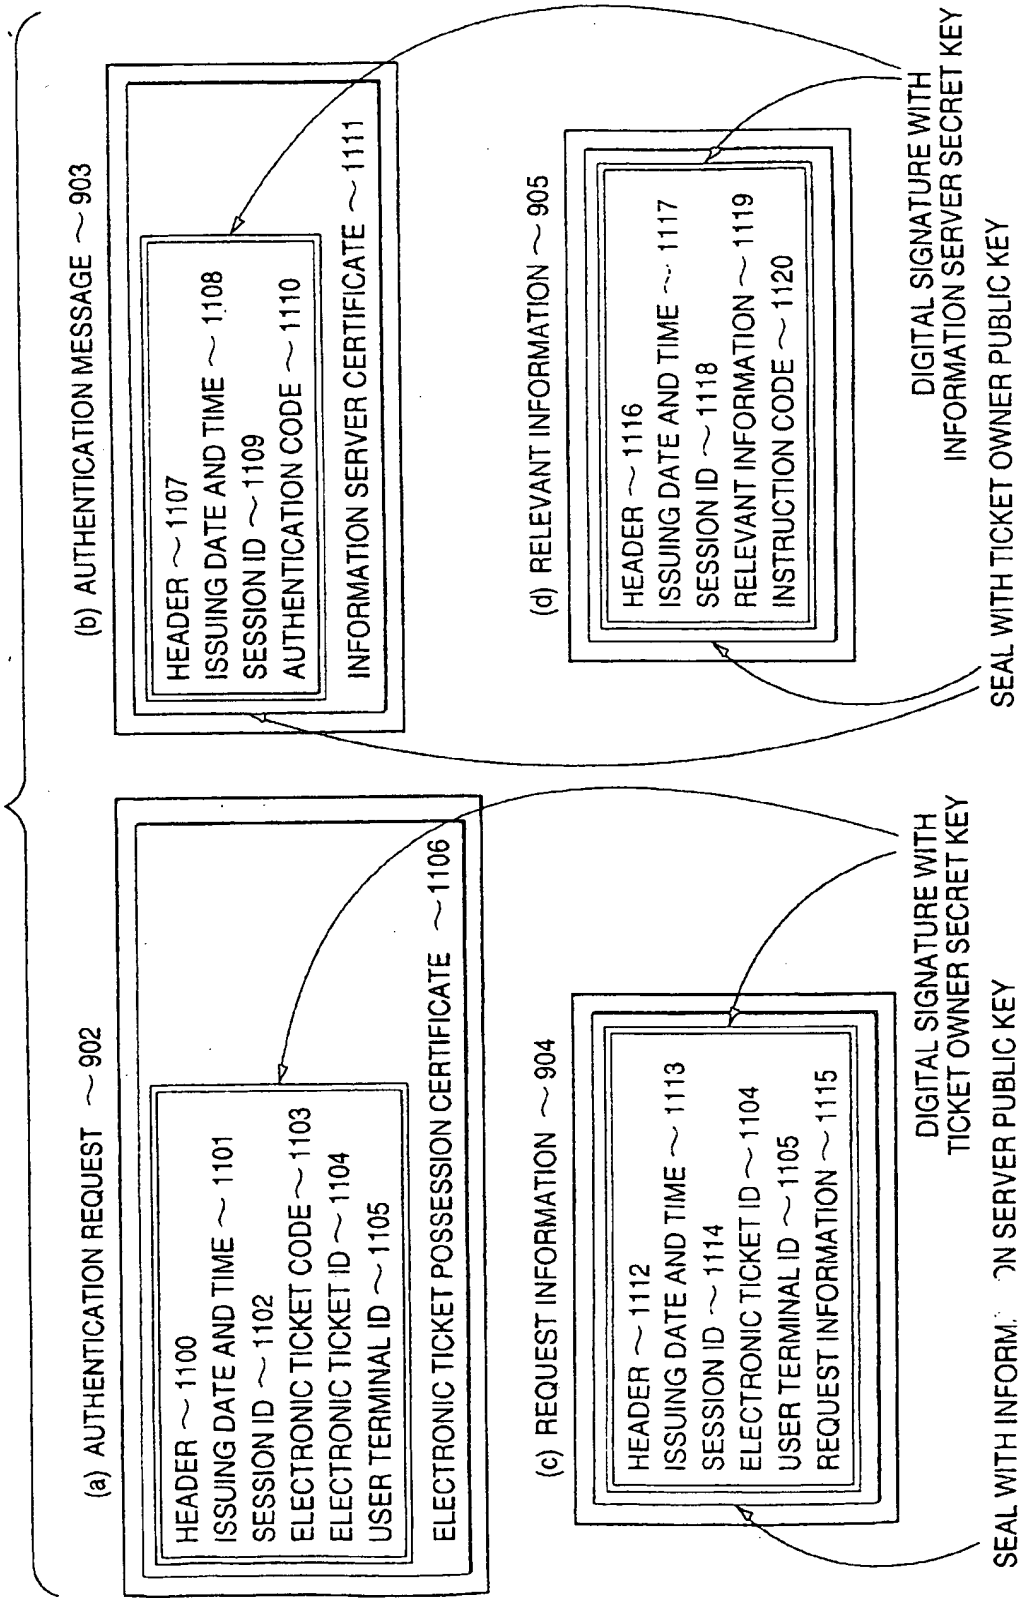 (a) AUTHENTICATION REQUEST ~902
HEADER ~1100
ISSUING DATE AND TIME ~1101
SESSION ID ~1102
ELECTRONIC TICKET CODE ~1103
ELECTRONIC TICKET ID ~1104
USER TERMINAL ID ~1105
ELECTRONIC TICKET POSSESSION CERTIFICATE ~1106
(b) AUTHENTICATION MESSAGE ~903
HEADER ~1107
ISSUING DATE AND TIME ~1108
SESSION ID ~1109
AUTHENTICATION CODE ~1110
INFORMATION SERVER CERTIFICATE ~1111
(c) REQUEST INFORMATION ~904
HEADER ~1112
ISSUING DATE AND TIME ~1113
SESSION ID ~1114
ELECTRONIC TICKET ID ~1104
USER TERMINAL ID ~1105
REQUEST INFORMATION ~1115
(d) RELEVANT INFORMATION ~905
HEADER ~1116
ISSUING DATE AND TIME ~1117
SESSION ID ~1118
RELEVANT INFORMATION ~1119
INSTRUCTION CODE ~1120
DIGITAL SIGNATURE WITH
TICKET OWNER SECRET KEY
SEAL WITH INFORM ON SERVER PUBLIC KEY
DIGITAL SIGNATURE WITH
INFORMATION SERVER SECRET KEY
SEAL WITH TICKET OWNER PUBLIC KEY